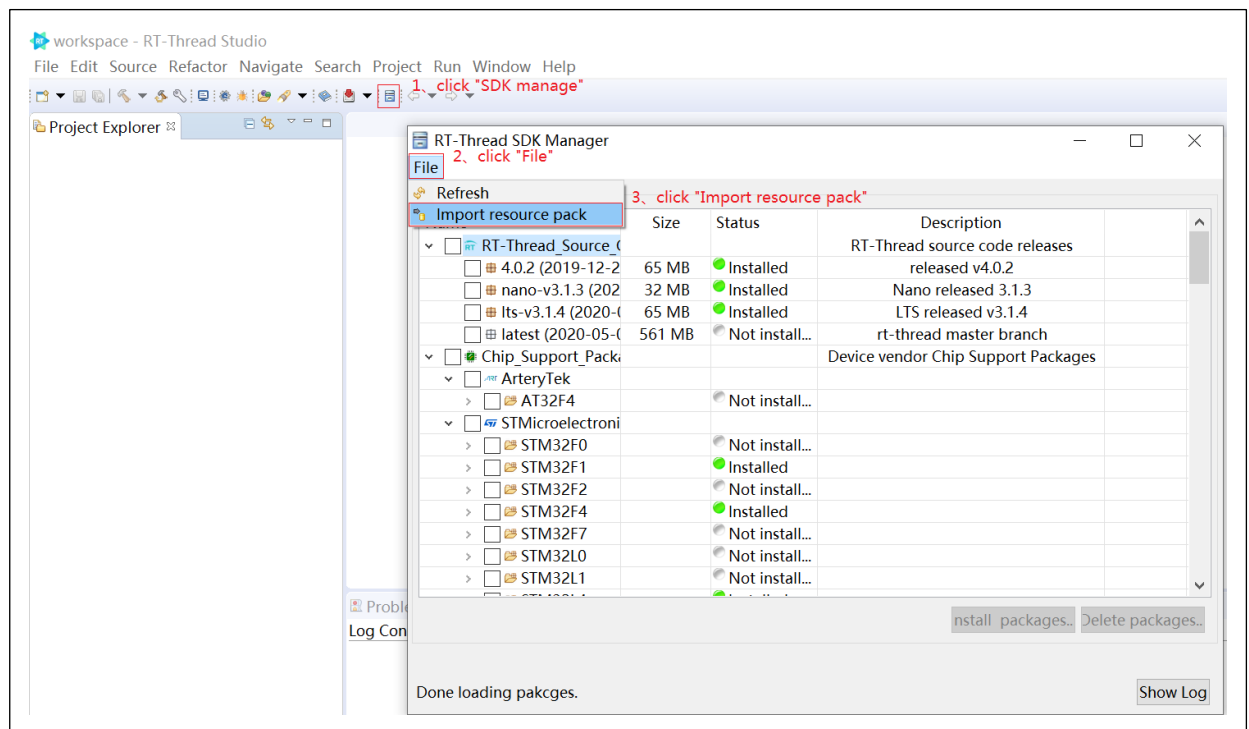 workspace - RT-Thread Studio
File Edit Source Refactor Navigate Search Project Run Window Help
1、click "SDK manage"
Project Explorer
RT-Thread SDK Manager
2、click "File"
File
Refresh
3、click "Import resource pack"
Import resource pack
Size Status Description
RT-Thread_Source_ RT-Thread source code releases
4.0.2 (2019-12-2 65 MB Installed released v4.0.2
nano-v3.1.3 (202 32 MB Installed Nano released 3.1.3
lts-v3.1.4 (2020- 65 MB Installed LTS released v3.1.4
latest (2020-05- 561 MB Not install... rt-thread master branch
Chip_Support_Packa Device vendor Chip Support Packages
ArteryTek
AT32F4 Not install...
STMicroelectroni
STM32F0 Not install...
STM32F1 Installed
STM32F2 Not install...
STM32F4 Installed
STM32F7 Not install...
STM32L0 Not install...
STM32L1 Not install...
Proble
Log Con
nstall packages.. Delete packages..
Done loading pakcges.
Show Log